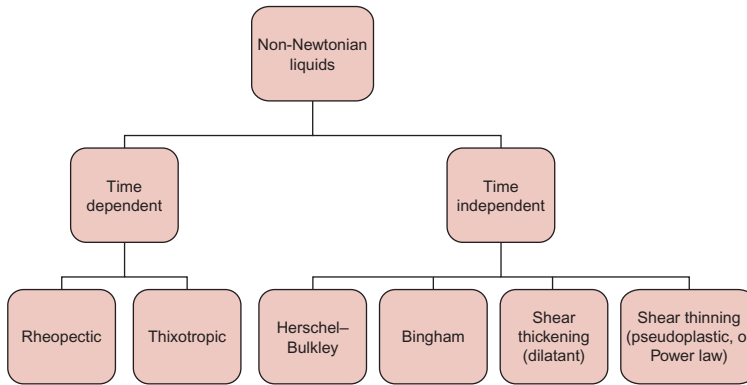 Non-Newtonian
liquids
Time
dependent
Time
independent
Rheopectic
Thixotropic
Herschel–
Bulkley
Bingham
Shear
thickening
(dilatant)
Shear thinning
(pseudoplastic, o
Power law)